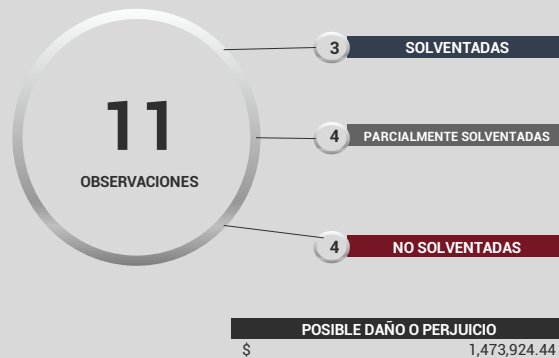 11
OBSERVACIONES
3 SOLVENTADAS
4 PARCIALMENTE SOLVENTADAS
4 NO SOLVENTADAS
POSIBLE DAÑO O PERJUICIO
$ 1,473,924.44